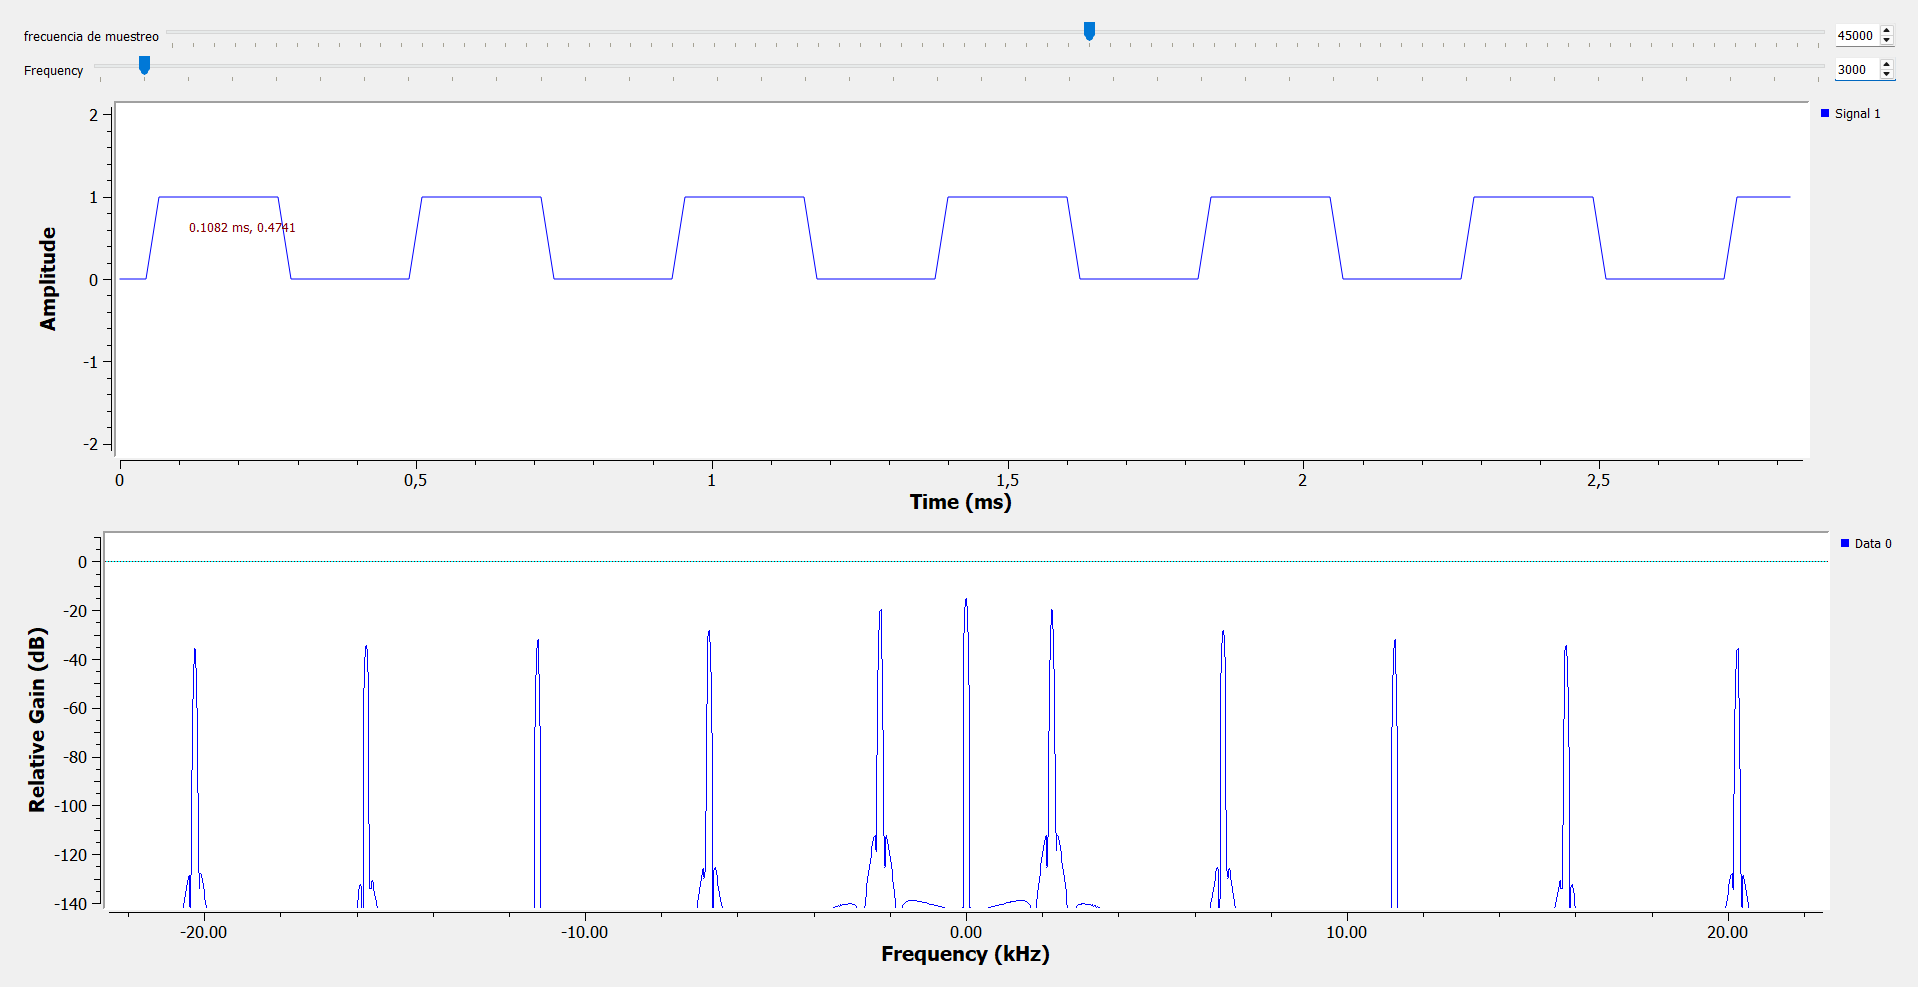 frecuencia de muestreo 45000
Frequency 3000
Signal 1
Amplitude
2
1
0
-1
-2
0.1082 ms, 0.4741
0 0,5 1 1,5 2 2,5
Time (ms)
Data 0
Relative Gain (dB)
0
-20
-40
-60
-80
-100
-120
-140
-20.00 -10.00 0.00 10.00 20.00
Frequency (kHz)